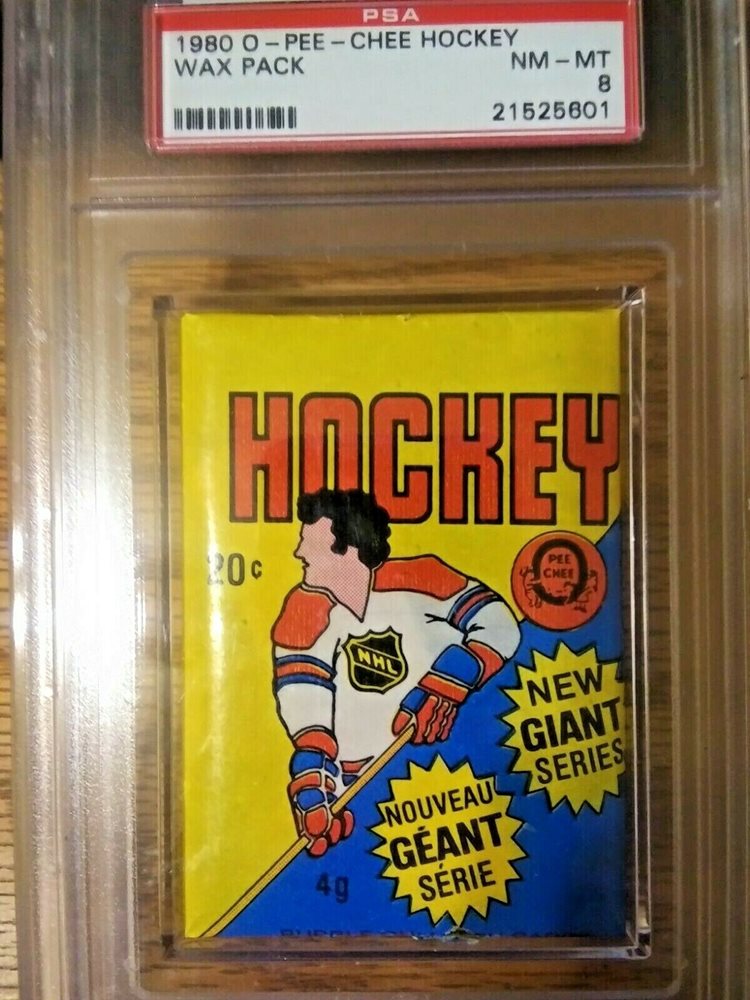 PSA
1980 O-PEE-CHEE HOCKEY
WAX PACK NM-MT
8
21525601
HOCKEY
20¢
PEE
CHEE
NHL
NEW
GIANT
SERIES
NOUVEAU
GÉANT
SÉRIE
4g